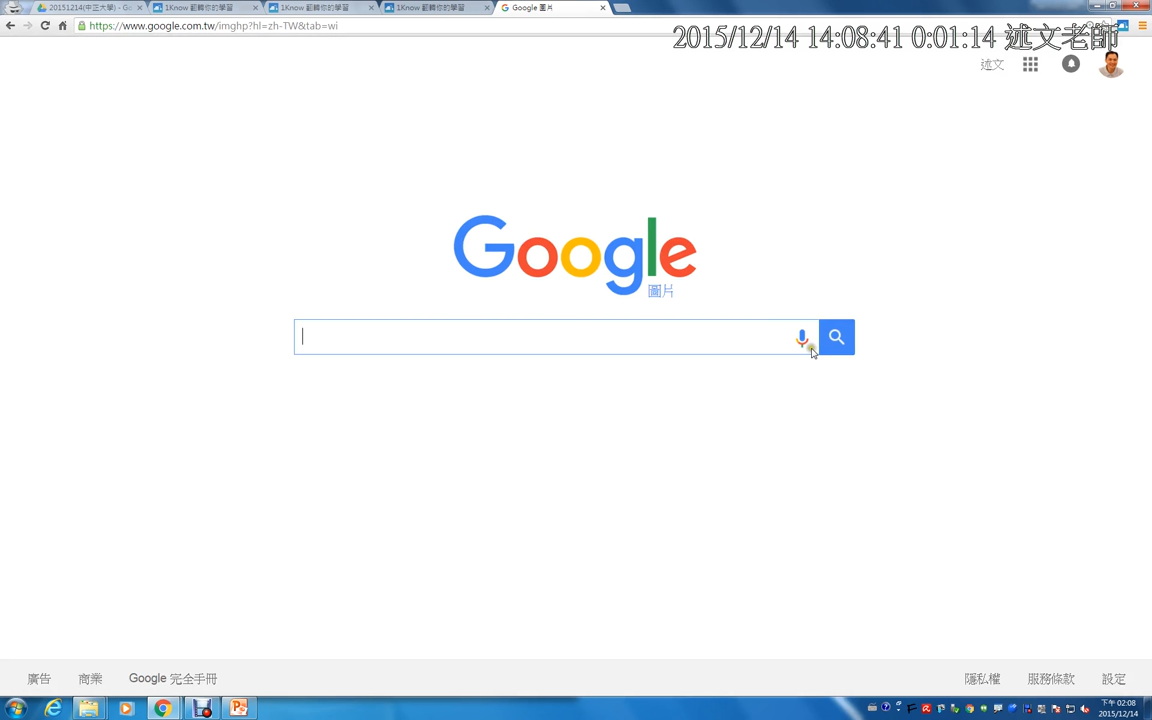 20151214(中正大學) - Go
1Know 翻轉你的學習
1Know 翻轉你的學習
1Know 翻轉你的學習
Google 圖片
https://www.google.com.tw/imghp?hl=zh-TW&tab=wi
2015/12/14 14:08:41 0:01:14 述文老師
述文
Google
圖片
廣告
商業
Google 完全手冊
隱私權
服務條款
設定
下午 02:08
2015/12/14